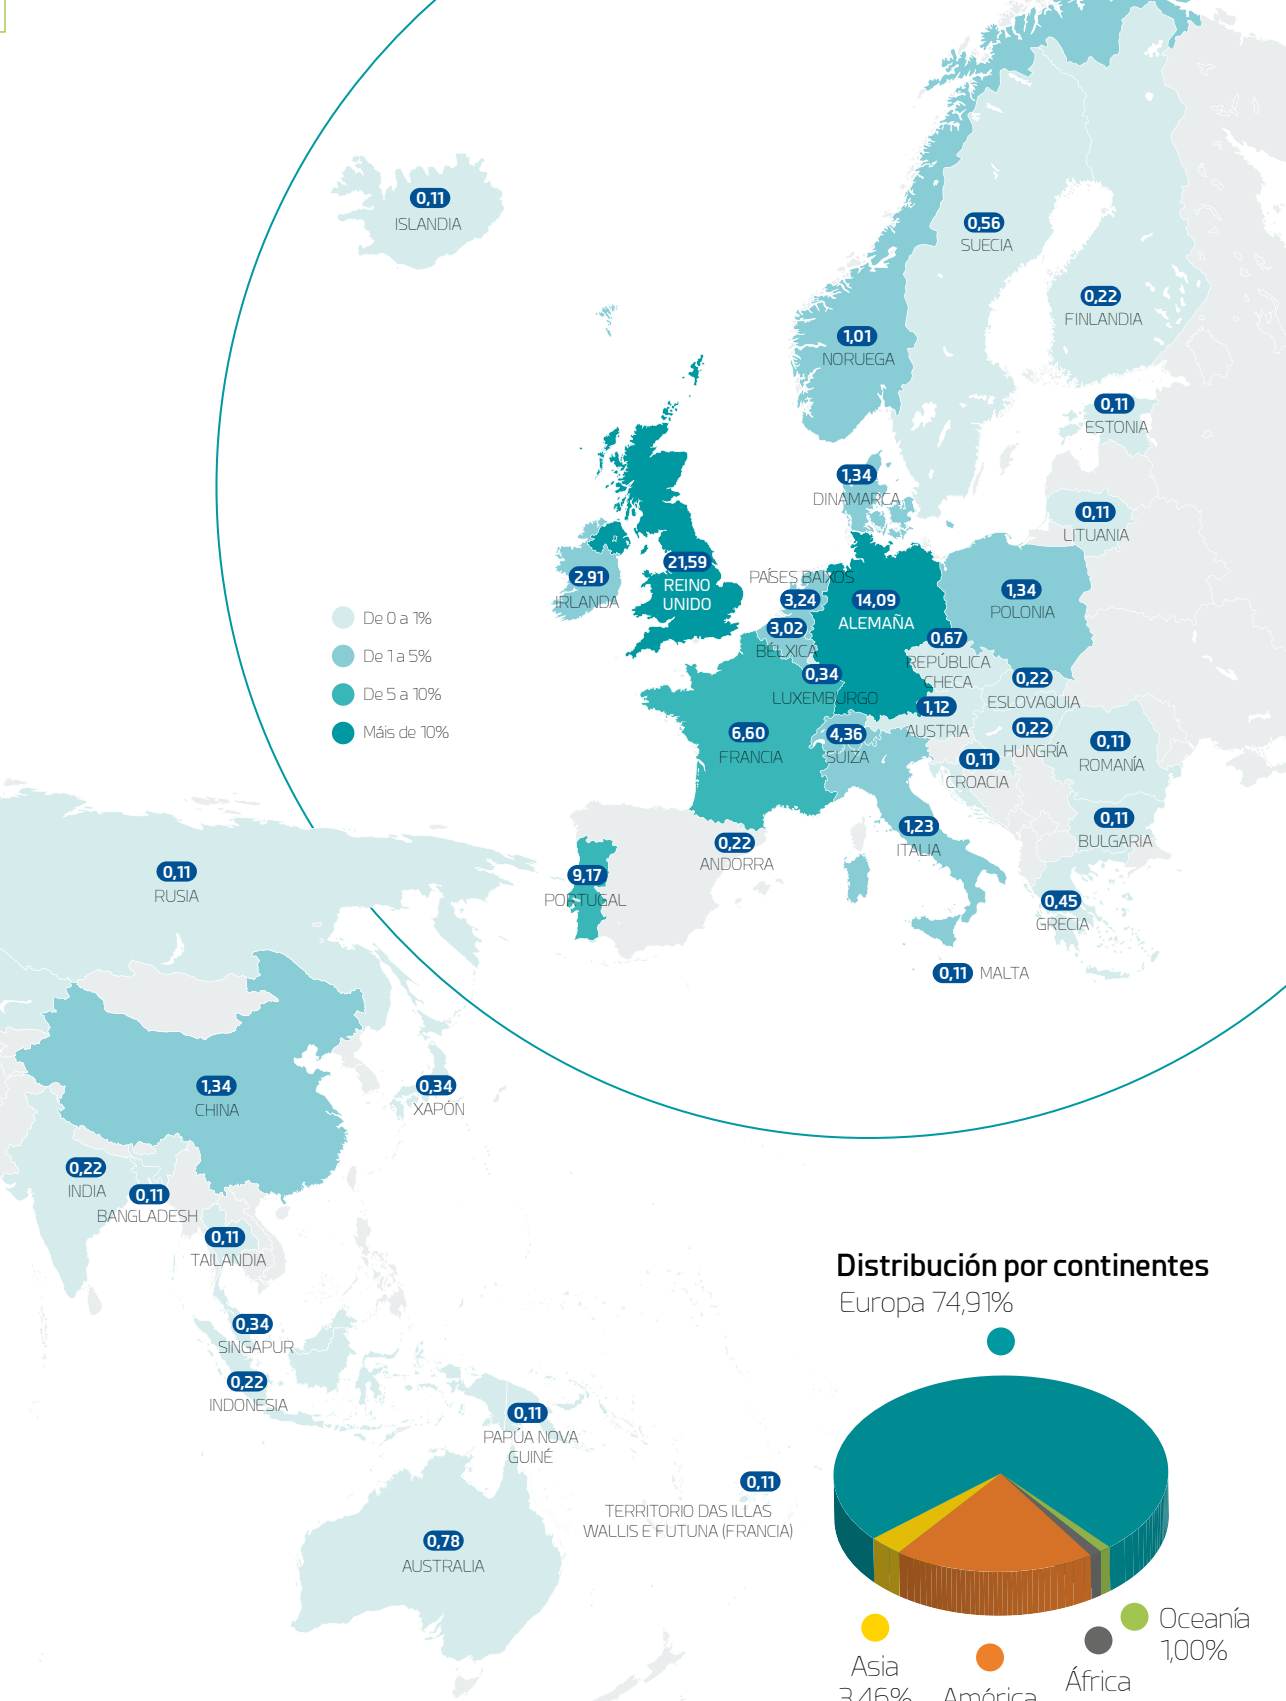 0,11
ISLANDIA
0,56
SUECIA
0,22
FINLANDIA
1,01
NORUEGA
0,11
ESTONIA
1,34
DINAMARCA
0,11
LITUANIA
21,59
REINO
UNIDO
2,91
IRLANDA
PAÍSES BAIXOS
3,24
14,09
ALEMAÑA
1,34
POLONIA
3,02
BÉLXICA
0,67
REPÚBLICA
CHECA
0,34
LUXEMBURGO
0,22
ESLOVAQUIA
1,12
AUSTRIA
6,60
FRANCIA
4,36
SUIZA
0,22
HUNGRÍA
0,11
ROMANÍA
0,11
CROACIA
0,11
BULGARIA
1,23
ITALIA
0,22
ANDORRA
9,17
PORTUGAL
0,45
GRECIA
0,11 MALTA
De 0 a 1%
De 1 a 5%
De 5 a 10%
Máis de 10%
0,11
RUSIA
1,34
CHINA
0,34
XAPÓN
0,22
INDIA
0,11
BANGLADESH
0,11
TAILANDIA
0,34
SINGAPUR
0,22
INDONESIA
0,11
PAPÚA NOVA
GUINÉ
0,11
TERRITORIO DAS ILLAS
WALLIS E FUTUNA (FRANCIA)
0,78
AUSTRALIA
Distribución por continentes
Europa 74,91%
Oceanía
1,00%
África
Asia
3,46%
América